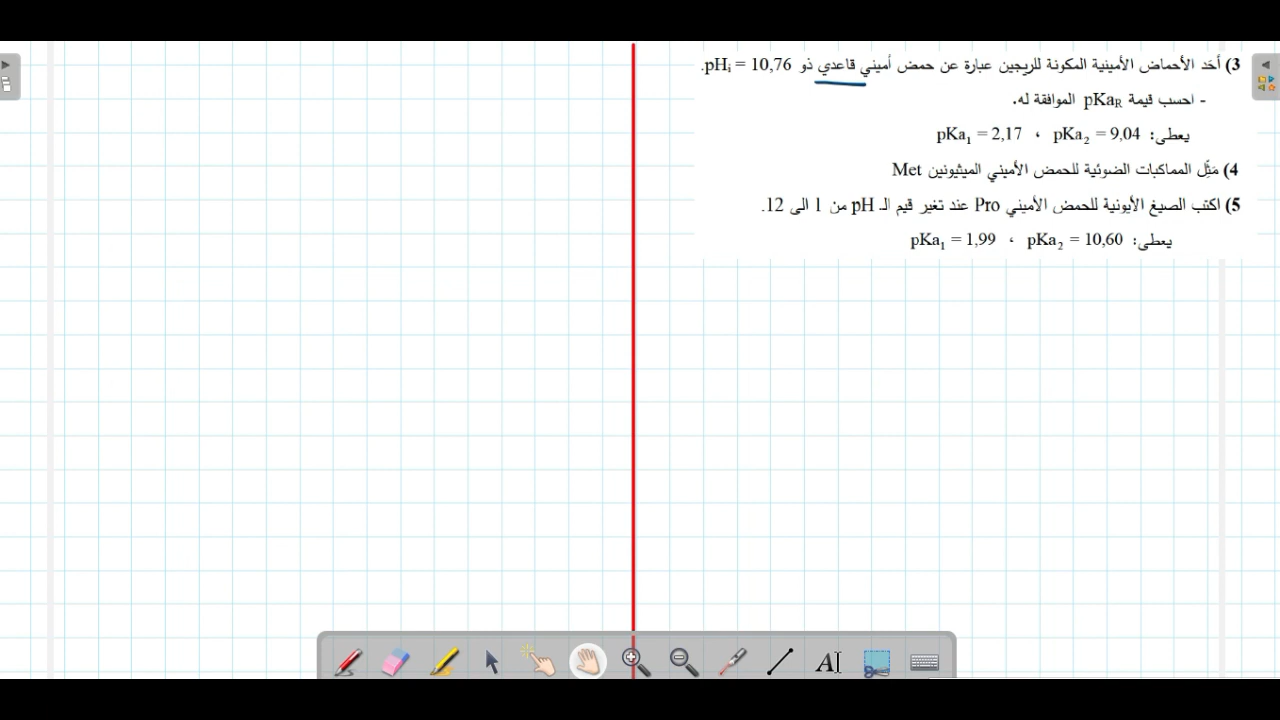 3) أحَد الأحماض الأمينية المكونة للريجين عبارة عن حمض أميني قاعدي ذو pHᵢ = 10,76.
- احسب قيمة pKaR الموافقة له.
يعطى: pKa₂ = 9,04 ، pKa₁ = 2,17
4) مَثِّل المماكبات الضوئية للحمض الأميني الميثيونين Met
5) اكتب الصيغ الأيونية للحمض الأميني Pro عند تغير قيم الـ pH من 1 الى 12.
يعطى: pKa₂ = 10,60 ، pKa₁ = 1,99
AI